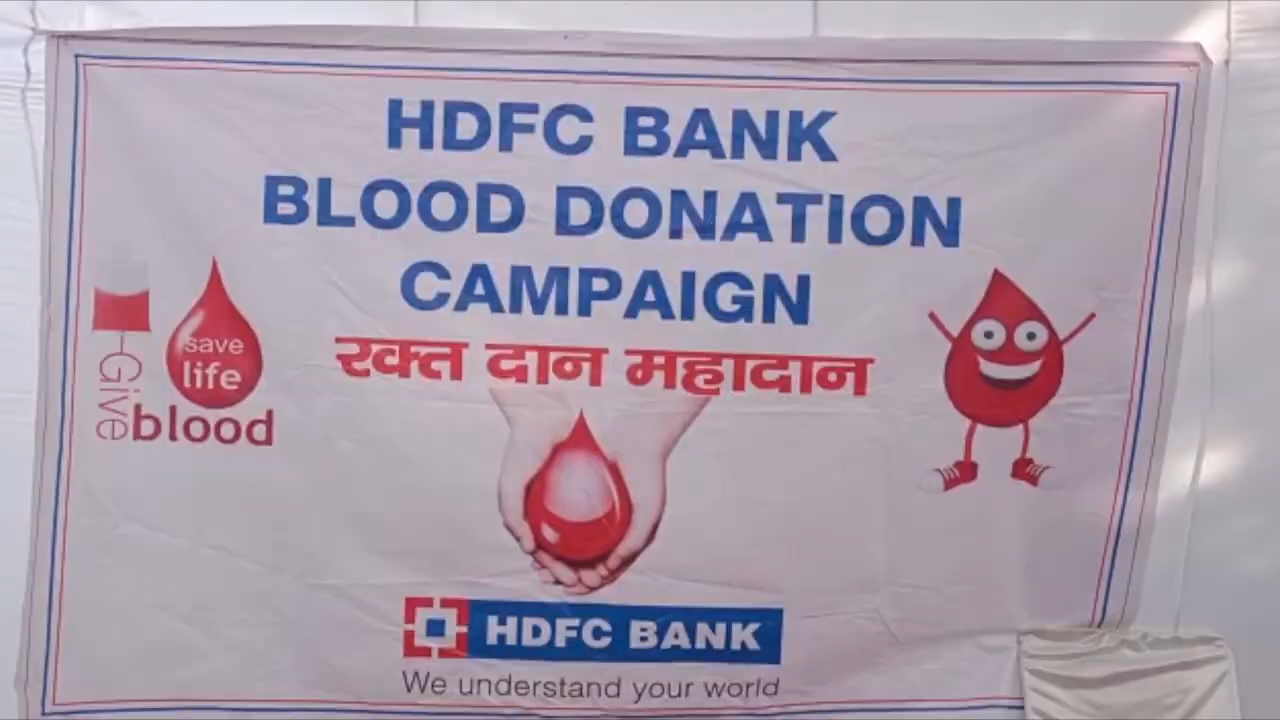 HDFC BANK
BLOOD DONATION
CAMPAIGN
रक्त दान महादान
Give
save
life
blood
HDFC BANK
We understand your world